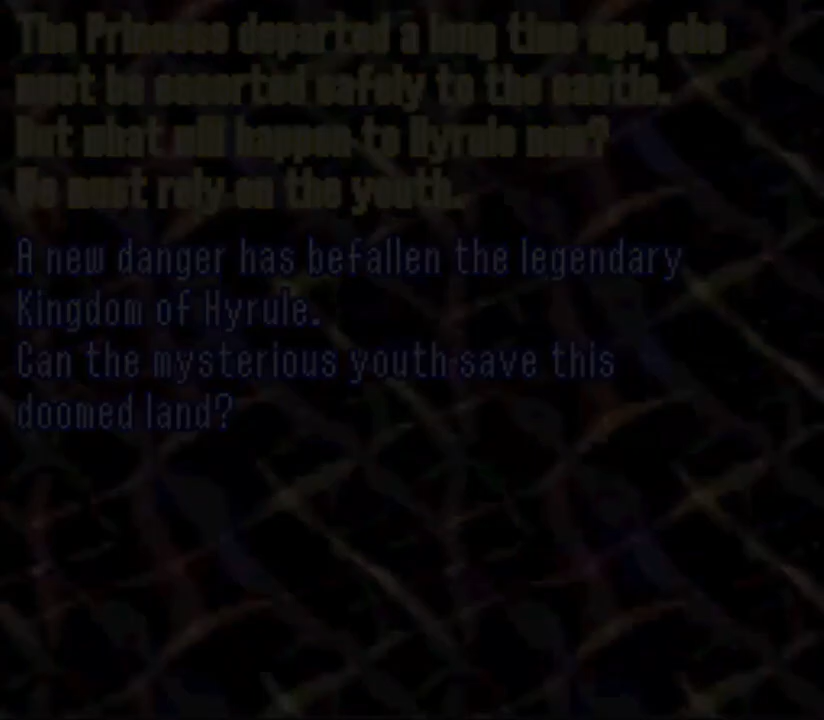 The Princess departed a long time ago, she
must be escorted safely to the castle.
But what will happen to Hyrule now?
We must rely on the youth.
A new danger has befallen the legendary
Kingdom of Hyrule.
Can the mysterious youth save this
doomed land?